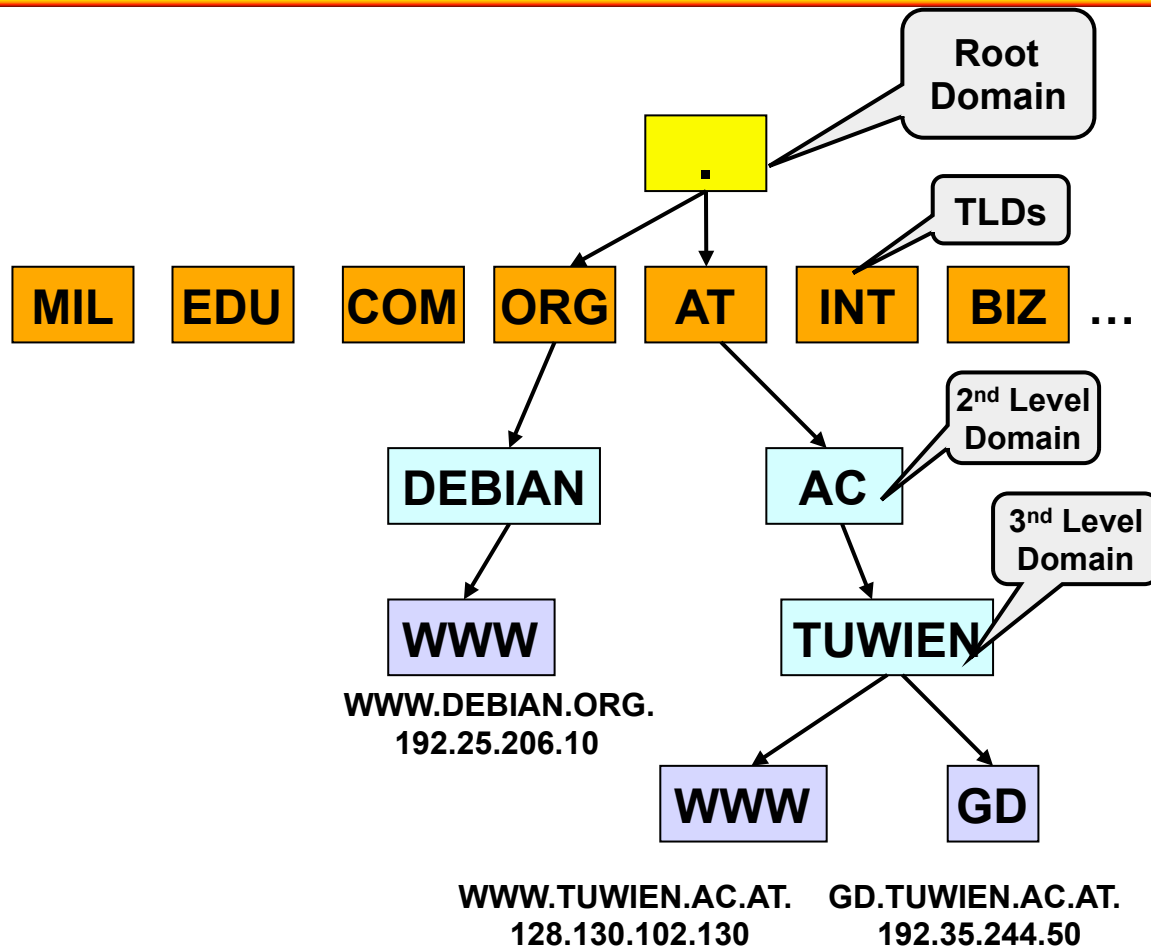 Root
Domain
.
TLDs
MIL EDU COM ORG AT INT BIZ ...
2nd Level
Domain
DEBIAN AC
3nd Level
Domain
WWW TUWIEN
WWW.DEBIAN.ORG.
192.25.206.10
WWW GD
WWW.TUWIEN.AC.AT. GD.TUWIEN.AC.AT.
128.130.102.130 192.35.244.50